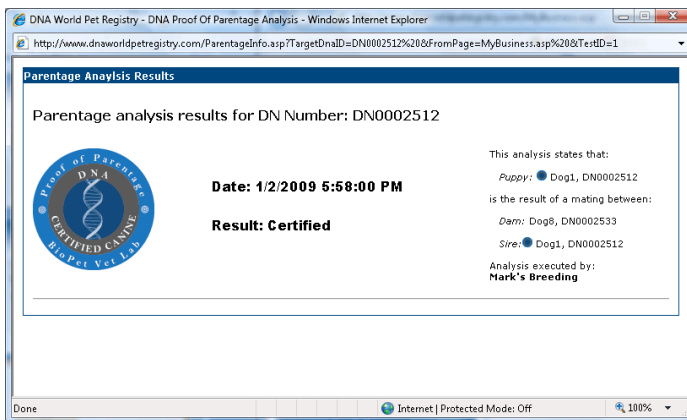 DNA World Pet Registry - DNA Proof Of Parentage Analysis - Windows Internet Explorer
http://www.dnaworldpetregistry.com/ParentageInfo.asp?TargetDnaID=DN0002512%20&FromPage=MyBusiness.asp%20&TestID=1
Parentage Anaylsis Results
Parentage analysis results for DN Number: DN0002512
Proof of Parentage
DNA
CERTIFIED CANINE
BioPet Vet Lab
Date: 1/2/2009 5:58:00 PM
Result: Certified
This analysis states that:
Puppy: Dog1, DN0002512
is the result of a mating between:
Dam: Dog8, DN0002533
Sire: Dog1, DN0002512
Analysis executed by:
Mark's Breeding
Done
Internet | Protected Mode: Off
100%